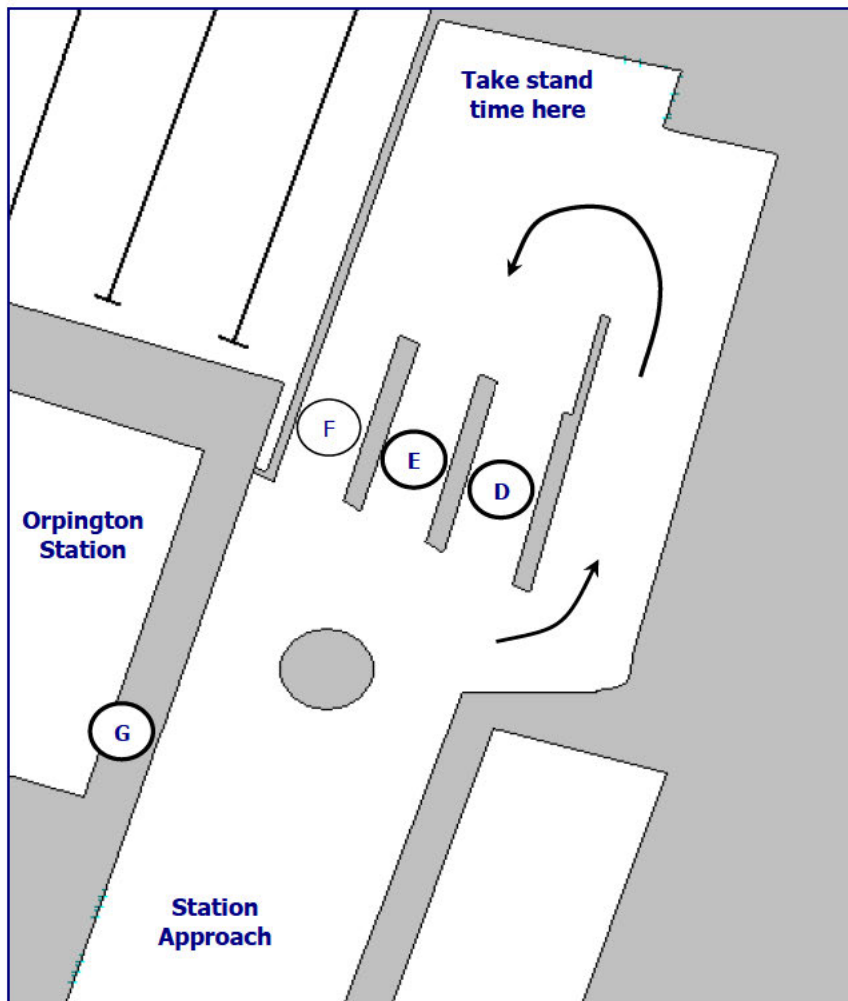 Take stand
time here
F
E
D
Orpington
Station
G
Station
Approach